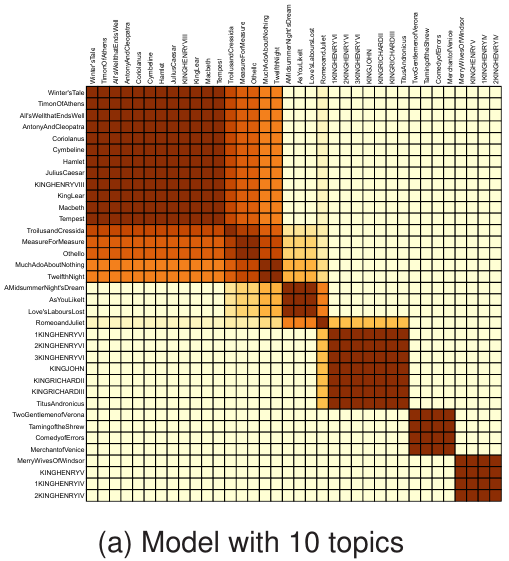 Winter'sTale
TimonOfAthens
All'sWellthatEndsWell
AntonyAndCleopatra
Coriolanus
Cymbeline
Hamlet
JuliusCaesar
KINGHENRYVIII
KingLear
Macbeth
Tempest
TroilusandCressida
MeasureForMeasure
Othello
MuchAdoAboutNothing
TwelfthNight
AMidsummerNight'sDream
AsYouLikeIt
Love'sLaboursLost
RomeoandJuliet
1KINGHENRYVI
2KINGHENRYVI
3KINGHENRYVI
KINGJOHN
KINGRICHARDII
KINGRICHARDIII
TitusAndronicus
TwoGentlemenofVerona
TamingoftheShrew
ComedyofErrors
MerchantofVenice
MerryWivesOfWindsor
KINGHENRYV
1KINGHENRYIV
2KINGHENRYIV
Winter'sTale
TimonOfAthens
All'sWellthatEndsWell
AntonyAndCleopatra
Coriolanus
Cymbeline
Hamlet
JuliusCaesar
KINGHENRYVIII
KingLear
Macbeth
Tempest
TroilusandCressida
MeasureForMeasure
Othello
MuchAdoAboutNothing
TwelfthNight
AMidsummerNight'sDream
AsYouLikeIt
Love'sLaboursLost
RomeoandJuliet
1KINGHENRYVI
2KINGHENRYVI
3KINGHENRYVI
KINGJOHN
KINGRICHARDII
KINGRICHARDIII
TitusAndronicus
TwoGentlemenofVerona
TamingoftheShrew
ComedyofErrors
MerchantofVenice
MerryWivesOfWindsor
KINGHENRYV
1KINGHENRYIV
2KINGHENRYIV
(a) Model with 10 topics